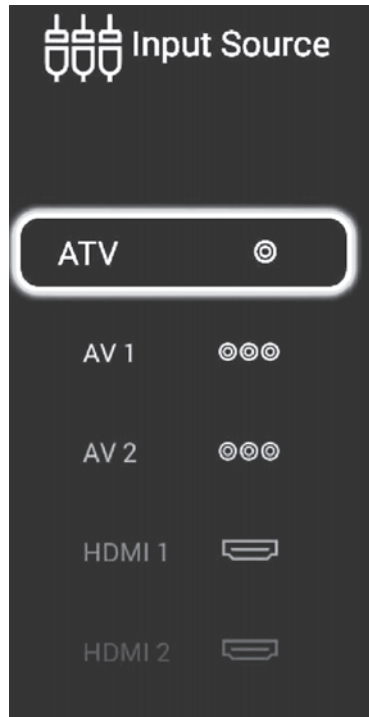 Input Source
ATV
AV 1
AV 2
HDMI 1
HDMI 2